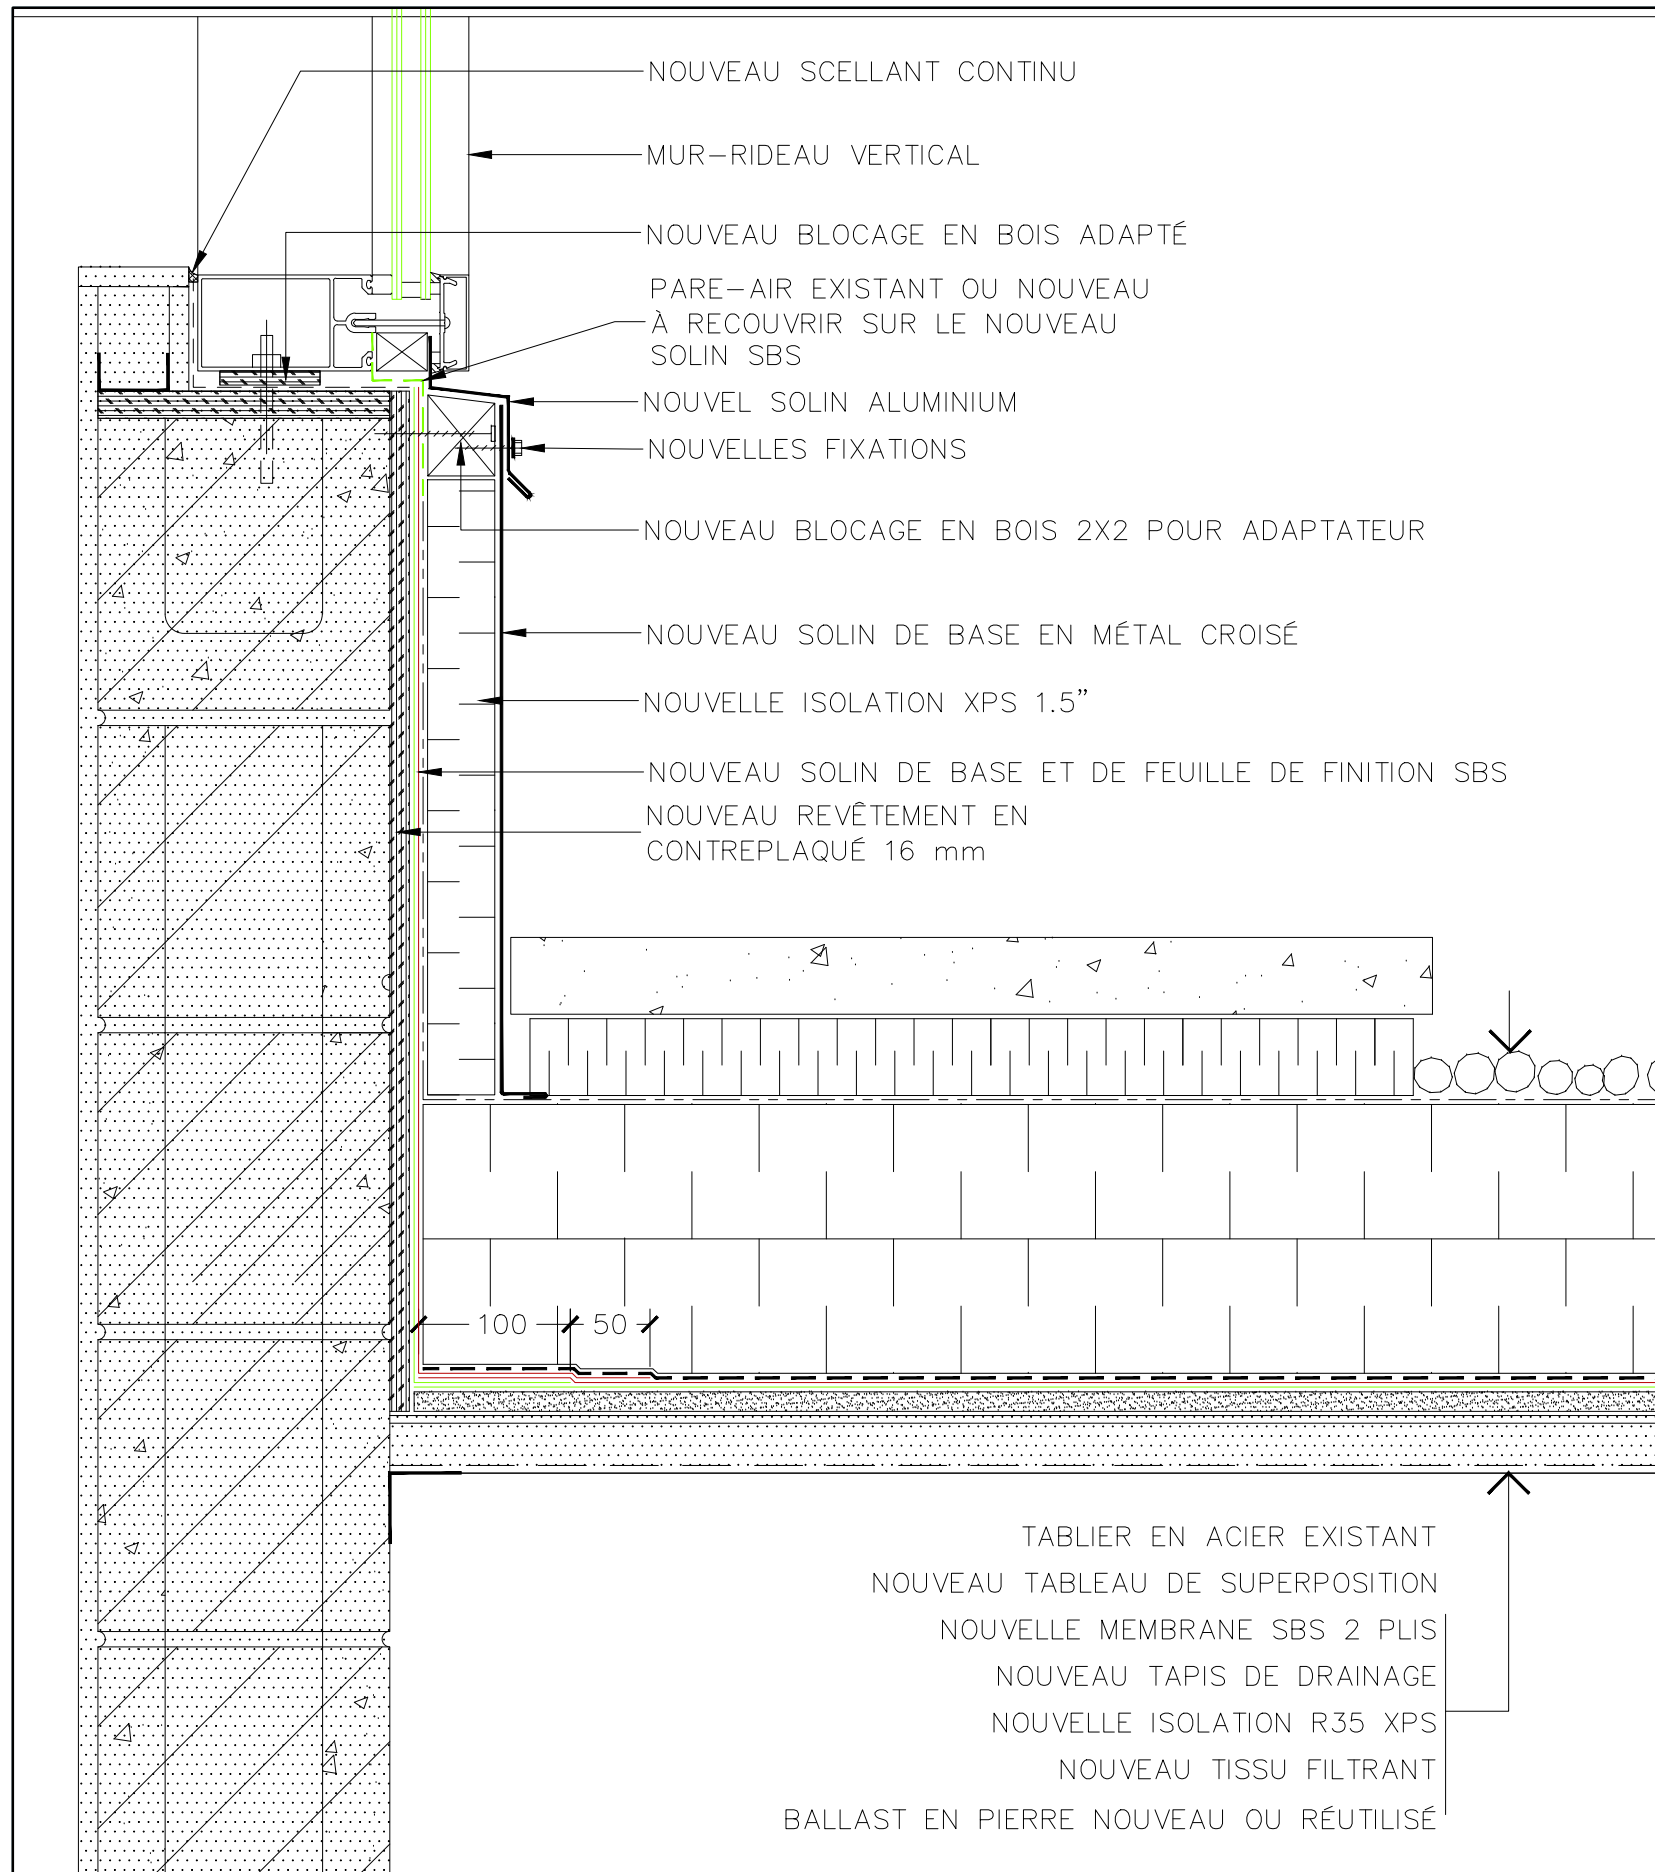 NOUVEAU SCELLANT CONTINU
MUR-RIDEAU VERTICAL
NOUVEAU BLOCAGE EN BOIS ADAPTÉ
PARE-AIR EXISTANT OU NOUVEAU
À RECOUVRIR SUR LE NOUVEAU
SOLIN SBS
NOUVEL SOLIN ALUMINIUM
NOUVELLES FIXATIONS
NOUVEAU BLOCAGE EN BOIS 2X2 POUR ADAPTATEUR
NOUVEAU SOLIN DE BASE EN MÉTAL CROISÉ
NOUVELLE ISOLATION XPS 1.5”
NOUVEAU SOLIN DE BASE ET DE FEUILLE DE FINITION SBS
NOUVEAU REVÊTEMENT EN
CONTREPLAQUÉ 16 mm
100 50
TABLIER EN ACIER EXISTANT
NOUVEAU TABLEAU DE SUPERPOSITION
NOUVELLE MEMBRANE SBS 2 PLIS
NOUVEAU TAPIS DE DRAINAGE
NOUVELLE ISOLATION R35 XPS
NOUVEAU TISSU FILTRANT
BALLAST EN PIERRE NOUVEAU OU RÉUTILISÉ